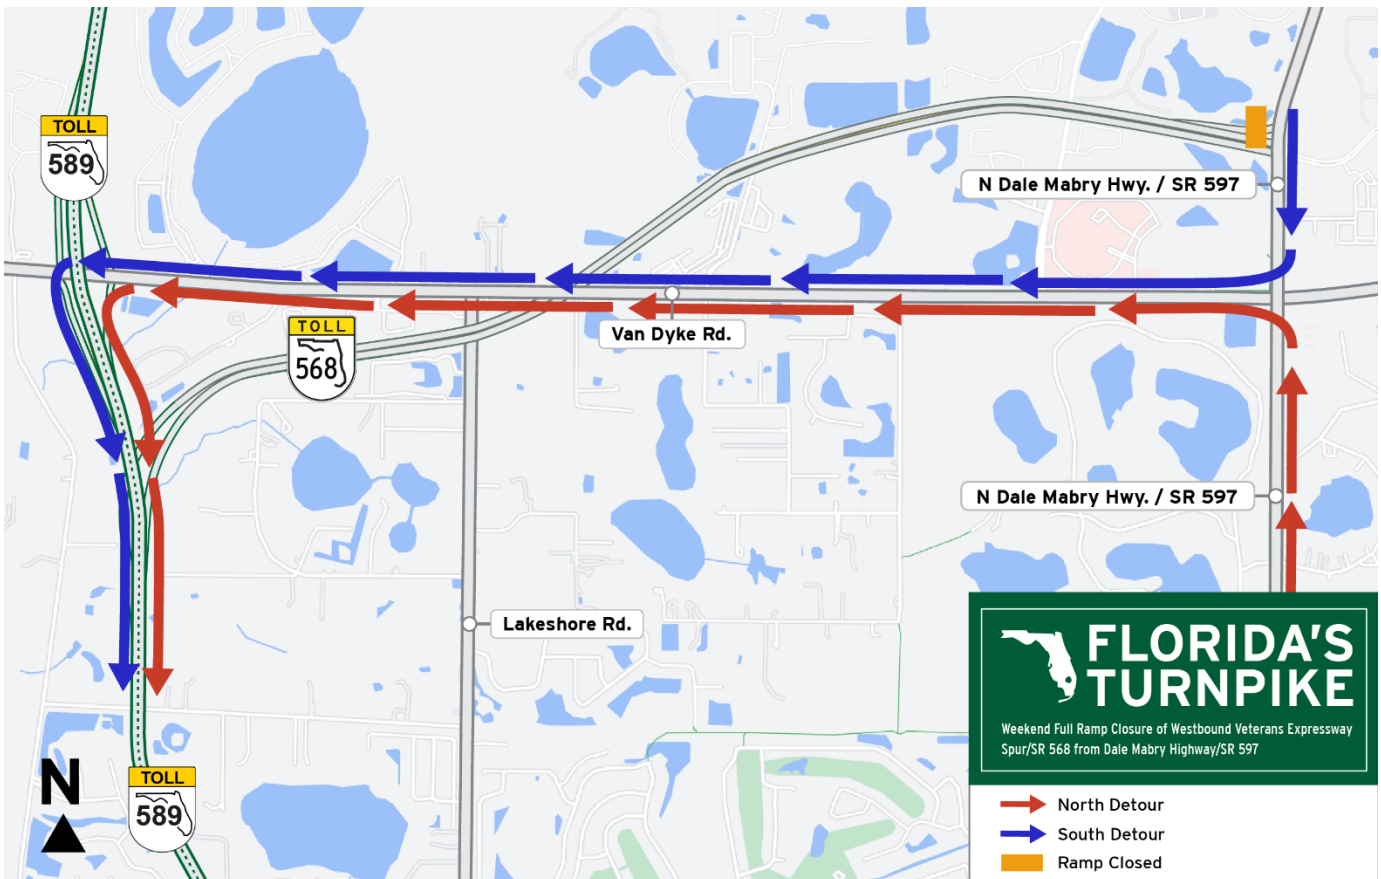 TOLL
589
N Dale Mabry Hwy. / SR 597
Van Dyke Rd.
TOLL
568
N Dale Mabry Hwy. / SR 597
Lakeshore Rd.
FLORIDA'S
TURNPIKE
Weekend Full Ramp Closure of Westbound Veterans Expressway
Spur/SR 568 from Dale Mabry Highway/SR 597
N
TOLL
589
North Detour
South Detour
Ramp Closed